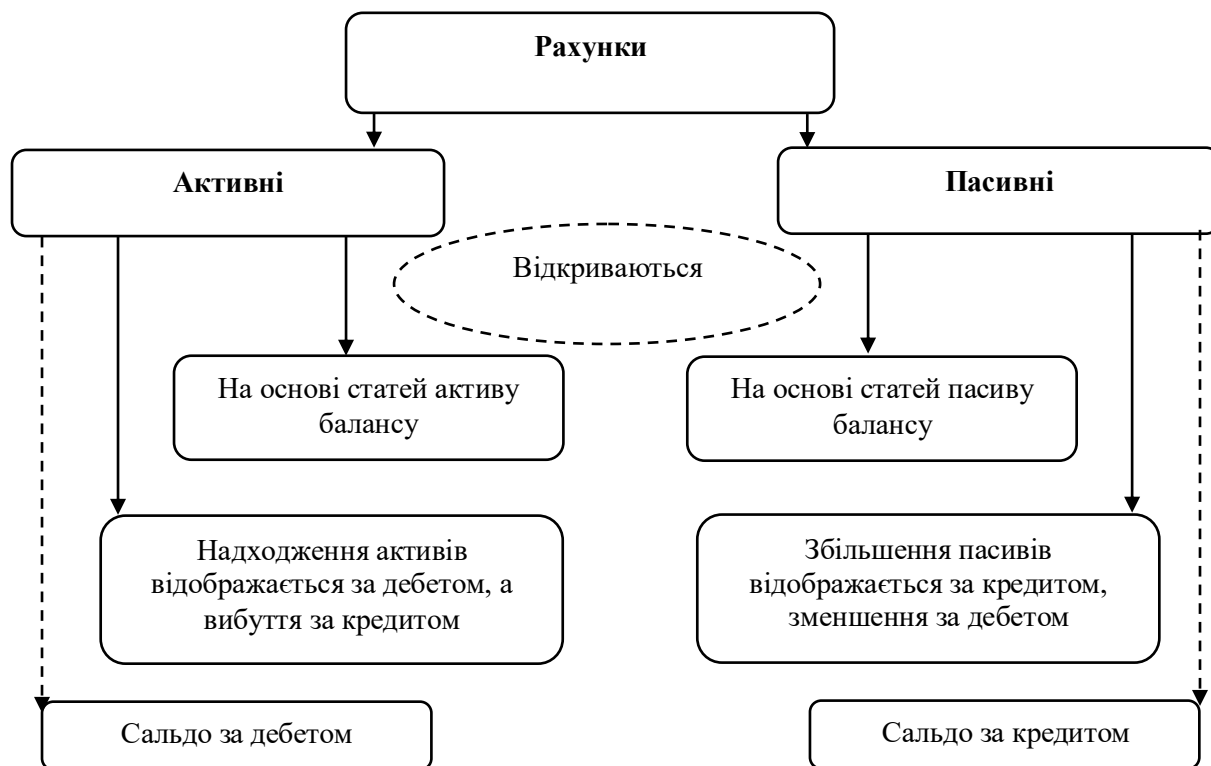 Рахунки
Активні
Пасивні
Відкриваються
На основі статей активу
балансу
На основі статей пасиву
балансу
Надходження активів
відображається за дебетом, а
вибуття за кредитом
Збільшення пасивів
відображається за кредитом,
зменшення за дебетом
Сальдо за дебетом
Сальдо за кредитом